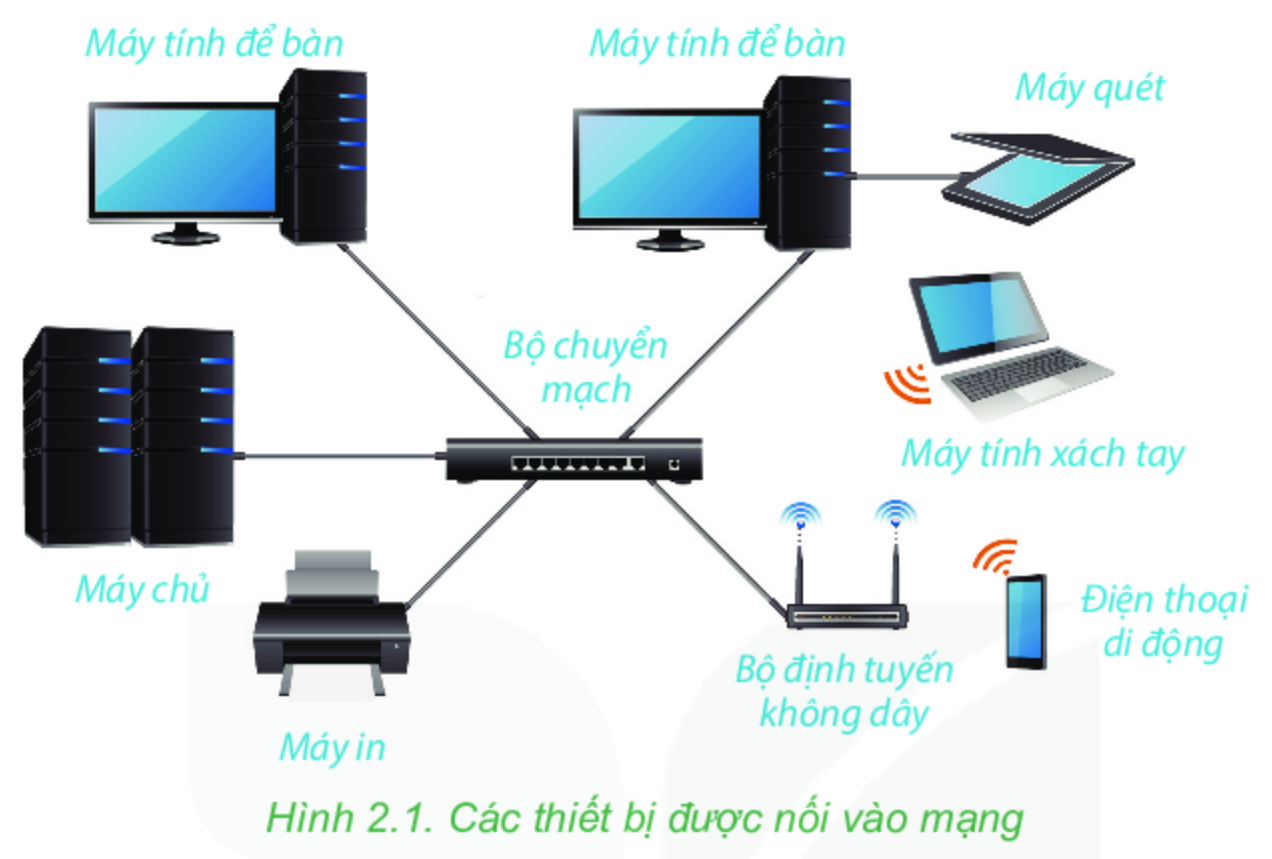 Máy tính để bàn
Máy tính để bàn
Máy quét
Bộ chuyển
mạch
Máy tính xách tay
Máy chủ
Điện thoại
di động
Bộ định tuyến
không dây
Máy in
Hình 2.1. Các thiết bị được nối vào mạng